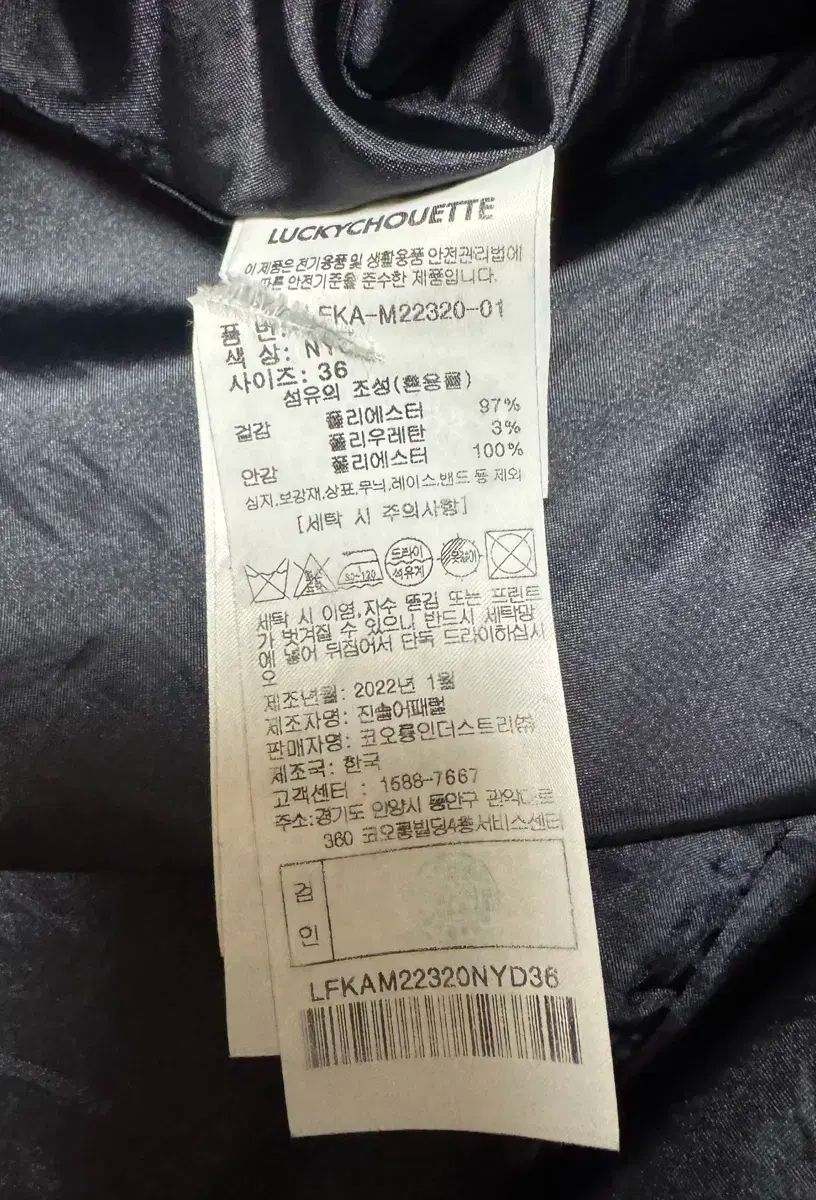 LUCKYCHOUETTE
이 제품은 전기용품 및 생활용품 안전관리법에
따른 안전기준을 준수한 제품입니다.
품 번: LFKA-M22320-01
색 상: NY
사이즈: 36
섬유의 조성(혼용률)
겉감 폴리에스터 97%
폴리우레탄 3%
안감 폴리에스터 100%
심지,보강재,상표,무늬,레이스,밴드 등 제외
[세탁 시 주의사항]
80~120 드라이 석유계 옷걸이
세탁 시 이염,자수 뜯김 또는 프린트
가 벗겨질 수 있으니 반드시 세탁망
에 넣어 뒤집어서 단독 드라이하십시
오
제조년월: 2022년 1월
제조자명: 진솔어패럴
판매자명: 코오롱인더스트리㈜
제조국: 한국
고객센터 : 1588-7667
주소:경기도 안양시 동안구 관악대로
360 코오롱빌딩4층서비스센터
검
인
LFKAM22320NYD36